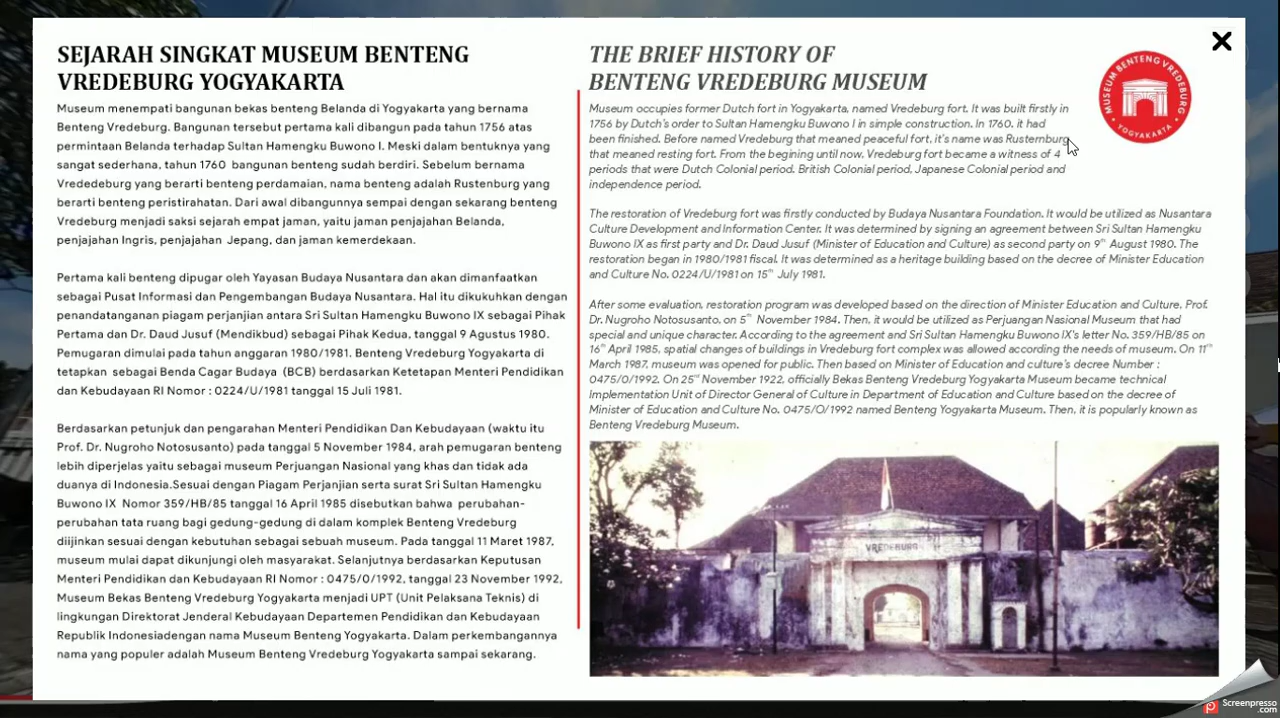 SEJARAH SINGKAT MUSEUM BENTENG
VREDEBURG YOGYAKARTA
Museum menempati bangunan bekas benteng Belanda di Yogyakarta yang bernama
Benteng Vredeburg. Bangunan tersebut pertama kali dibangun pada tahun 1756 atas
permintaan Belanda terhadap Sultan Hamengku Buwono I. Meski dalam bentuknya yang
sangat sederhana, tahun 1760 bangunan benteng sudah berdiri. Sebelum bernama
Vrededeburg yang berarti benteng perdamaian, nama benteng adalah Rustenburg yang
berarti benteng peristirahatan. Dari awal dibangunnya sempai dengan sekarang benteng
Vredeburg menjadi saksi sejarah empat jaman, yaitu jaman penjajahan Belanda,
penjajahan Ingris, penjajahan Jepang, dan jaman kemerdekaan.
Pertama kali benteng dipugar oleh Yayasan Budaya Nusantara dan akan dimanfaatkan
sebagai Pusat Informasi dan Pengembangan Budaya Nusantara. Hal itu dikukuhkan dengan
penandatanganan piagam perjanjian antara Sri Sultan Hamengku Buwono IX sebagai Pihak
Pertama dan Dr. Daud Jusuf (Mendikbud) sebagai Pihak Kedua, tanggal 9 Agustus 1980.
Pemugaran dimulai pada tahun anggaran 1980/1981. Benteng Vredeburg Yogyakarta di
tetapkan sebagai Benda Cagar Budaya (BCB) berdasarkan Ketetapan Menteri Pendidikan
dan Kebudayaan RI Nomor : 0224/U/1981 tanggal 15 Juli 1981.
Berdasarkan petunjuk dan pengarahan Menteri Pendidikan Dan Kebudayaan (waktu itu
Prof. Dr. Nugroho Notosusanto) pada tanggal 5 November 1984, arah pemugaran benteng
lebih diperjelas yaitu sebagai museum Perjuangan Nasional yang khas dan tidak ada
duanya di Indonesia.Sesuai dengan Piagam Perjanjian serta surat Sri Sultan Hamengku
Buwono IX Nomor 359/HB/85 tanggal 16 April 1985 disebutkan bahwa perubahan-
perubahan tata ruang bagi gedung-gedung di dalam komplek Benteng Vredeburg
diijinkan sesuai dengan kebutuhan sebagai sebuah museum. Pada tanggal 11 Maret 1987,
museum mulai dapat dikunjungi oleh masyarakat. Selanjutnya berdasarkan Keputusan
Menteri Pendidikan dan Kebudayaan RI Nomor : 0475/0/1992, tanggal 23 November 1992,
Museum Bekas Benteng Vredeburg Yogyakarta menjadi UPT (Unit Pelaksana Teknis) di
lingkungan Direktorat Jenderal Kebudayaan Departemen Pendidikan dan Kebudayaan
Republik Indonesiadengan nama Museum Benteng Yogyakarta. Dalam perkembangannya
nama yang populer adalah Museum Benteng Vredeburg Yogyakarta sampai sekarang.
THE BRIEF HISTORY OF
BENTENG VREDEBURG MUSEUM
Museum occupies former Dutch fort in Yogyakarta, named Vredeburg fort. It was built firstly in
1756 by Dutch's order to Sultan Hamengku Buwono I in simple construction. In 1760, it had
been finished. Before named Vredeburg that meaned peaceful fort, it's name was Rustemburg
that meaned resting fort. From the begining until now, Vredeburg fort became a witness of 4
periods that were Dutch Colonial period, British Colonial period, Japanese Colonial period and
independence period.
The restoration of Vredeburg fort was firstly conducted by Budaya Nusantara Foundation. It would be utilized as Nusantara
Culture Development and Information Center. It was determined by signing an agreement between Sri Sultan Hamengku
Buwono IX as first party and Dr. Daud Jusuf (Minister of Education and Culture) as second party on 9th August 1980. The
restoration began in 1980/1981 fiscal. It was determined as a heritage building based on the decree of Minister Education
and Culture No. 0224/U/1981 on 15th July 1981.
After some evaluation, restoration program was developed based on the direction of Minister Education and Culture, Prof.
Dr. Nugroho Notosusanto, on 5th November 1984. Then, it would be utilized as Perjuangan Nasional Museum that had
special and unique character. According to the agreement and Sri Sultan Hamengku Buwono IX's letter No. 359/HB/85 on
16th April 1985, spatial changes of buildings in Vredeburg fort complex was allowed according the needs of museum. On 11th
March 1987, museum was opened for public. Then based on Minister of Education and culture's decree Number :
0475/0/1992. On 25rd November 1922, officially Bekas Benteng Vredeburg Yogyakarta Museum became technical
Implementation Unit of Director General of Culture in Department of Education and Culture based on the decree of
Minister of Education and Culture No. 0475/O/1992 named Benteng Yogyakarta Museum. Then, it is popularly known as
Benteng Vredeburg Museum.
MUSEUM BENTENG VREDEBURG
• YOGYAKARTA •
VREDEBURG
Screenpresso
.com